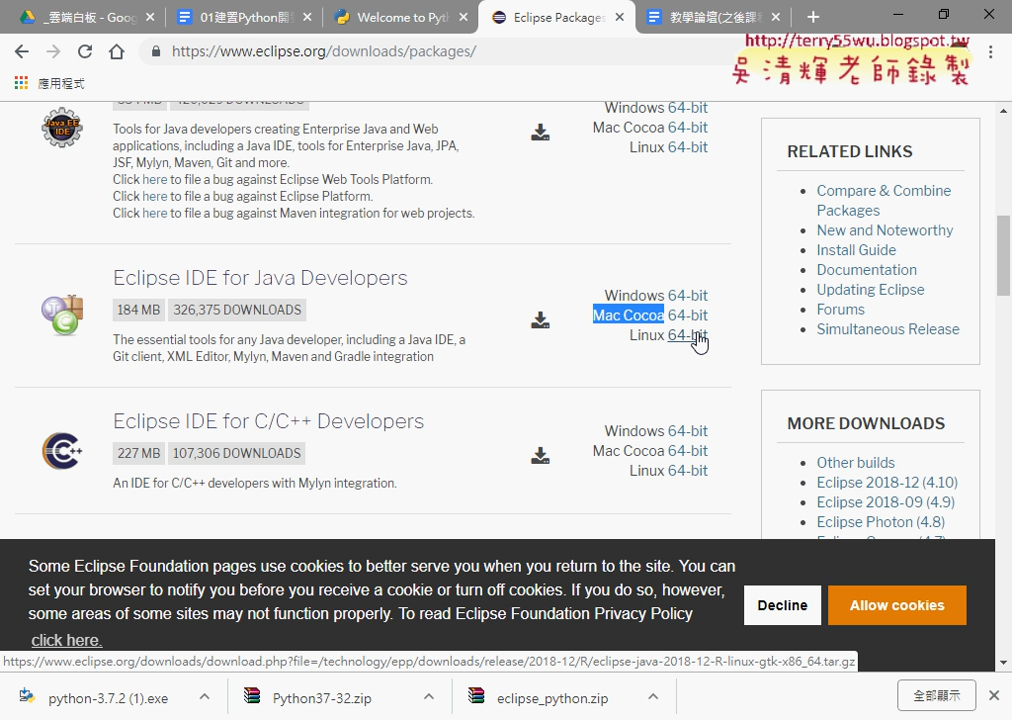 _雲端白板 - Goog
01建置Python開
Welcome to Pyt
Eclipse Packages
教學論壇(之後課
https://www.eclipse.org/downloads/packages/
http://terry55wu.blogspot.tw
吳清輝老師錄製
應用程式
Windows 64-bit
Mac Cocoa 64-bit
Linux 64-bit
Java EE
IDE
Tools for Java developers creating Enterprise Java and Web
applications, including a Java IDE, tools for Enterprise Java, JPA,
JSF, Mylyn, Maven, Git and more.
Click here to file a bug against Eclipse Web Tools Platform.
Click here to file a bug against Eclipse Platform.
Click here to file a bug against Maven integration for web projects.
Eclipse IDE for Java Developers
184 MB 326,375 DOWNLOADS
The essential tools for any Java developer, including a Java IDE, a
Git client, XML Editor, Mylyn, Maven and Gradle integration
Windows 64-bit
Mac Cocoa 64-bit
Linux 64-bit
Eclipse IDE for C/C++ Developers
227 MB 107,306 DOWNLOADS
An IDE for C/C++ developers with Mylyn integration.
Windows 64-bit
Mac Cocoa 64-bit
Linux 64-bit
RELATED LINKS
Compare & Combine
Packages
New and Noteworthy
Install Guide
Documentation
Updating Eclipse
Forums
Simultaneous Release
MORE DOWNLOADS
Other builds
Eclipse 2018-12 (4.10)
Eclipse 2018-09 (4.9)
Eclipse Photon (4.8)
Some Eclipse Foundation pages use cookies to better serve you when you return to the site. You can
set your browser to notify you before you receive a cookie or turn off cookies. If you do so, however,
some areas of some sites may not function properly. To read Eclipse Foundation Privacy Policy
click here.
Decline
Allow cookies
https://www.eclipse.org/downloads/download.php?file=/technology/epp/downloads/release/2018-12/R/eclipse-java-2018-12-R-linux-gtk-x86_64.tar.gz
python-3.7.2 (1).exe
Python37-32.zip
eclipse_python.zip
全部顯示